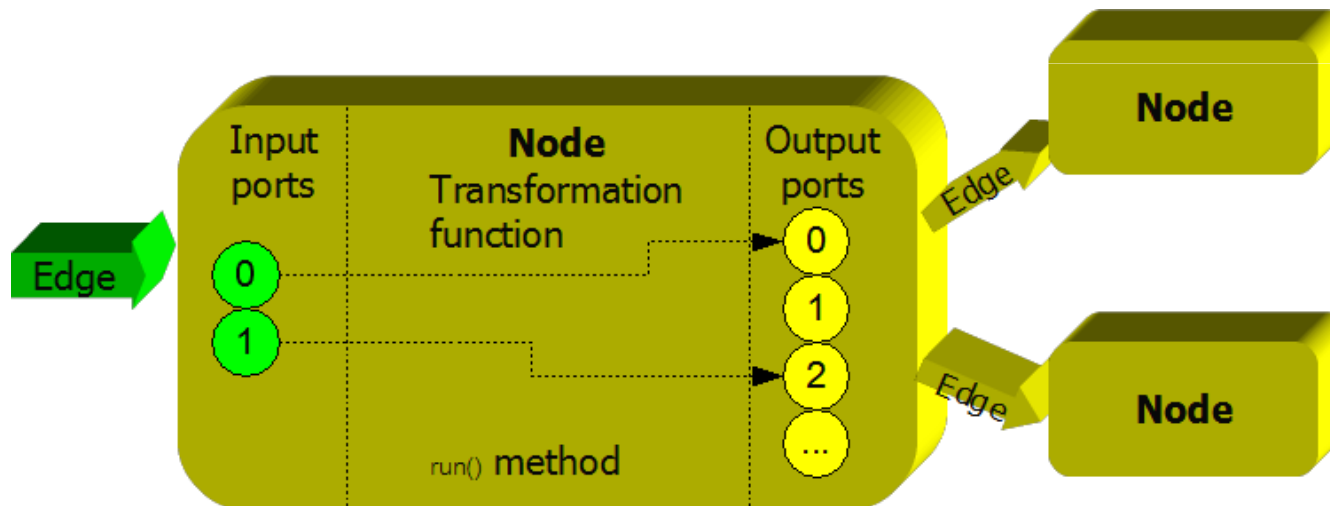 Edge
Input
ports
0
1
Node
Transformation
function
run() method
Output
ports
0
1
2
...
Edge
Node
Edge
Node